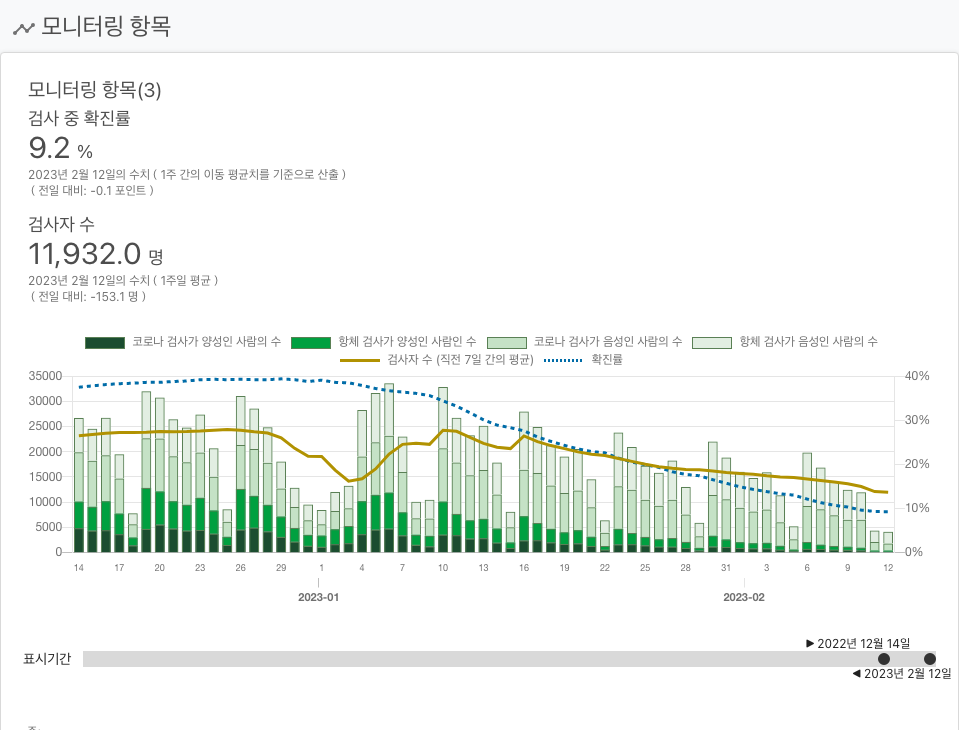 모니터링 항목
모니터링 항목(3)
검사 중 확진률
9.2 %
2023년 2월 12일의 수치 ( 1주 간의 이동 평균치를 기준으로 산출 )
( 전일 대비: -0.1 포인트 )
검사자 수
11,932.0 명
2023년 2월 12일의 수치 ( 1주일 평균 )
( 전일 대비: -153.1 명 )
코로나 검사가 양성인 사람의 수 항체 검사가 양성인 사람인 수 코로나 검사가 음성인 사람의 수 항체 검사가 음성인 사람의 수
검사자 수 (직전 7일 간의 평균) 확진률
35000 40%
30000
25000 30%
20000
15000 20%
10000 10%
5000
0 0%
14 17 20 23 26 29 1 4 7 10 13 16 19 22 25 28 31 3 6 9 12
2023-01 2023-02
▶ 2022년 12월 14일
표시기간
◀ 2023년 2월 12일